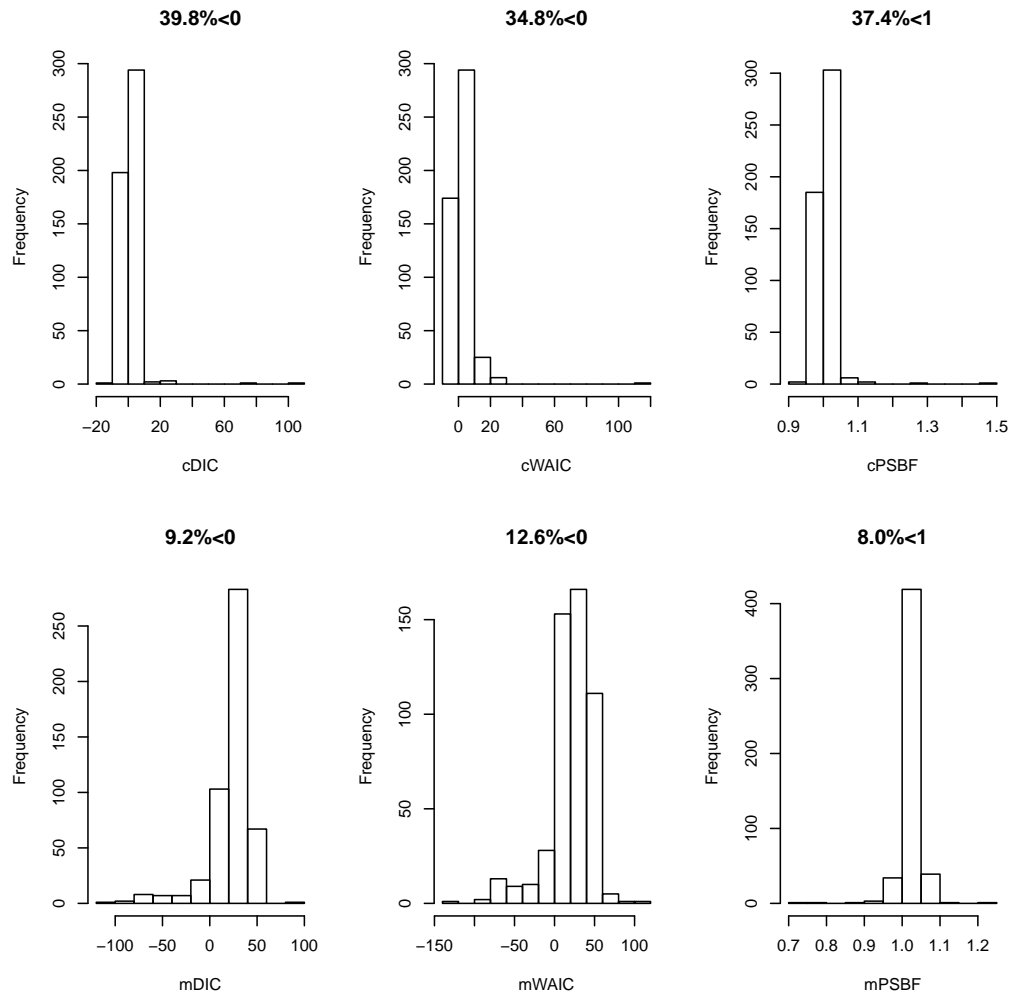 39.8%<0
34.8%<0
37.4%<1
Frequency
0 50 100 150 200 250 300
−20 20 60 100
cDIC
Frequency
0 50 100 150 200 250 300
0 20 60 100
cWAIC
Frequency
0 50 100 150 200 250 300
0.9 1.1 1.3 1.5
cPSBF
9.2%<0
12.6%<0
8.0%<1
Frequency
0 50 100 150 200 250
−100 −50 0 50 100
mDIC
Frequency
0 50 100 150
−150 −50 0 50 100
mWAIC
Frequency
0 100 200 300 400
0.7 0.8 0.9 1.0 1.1 1.2
mPSBF